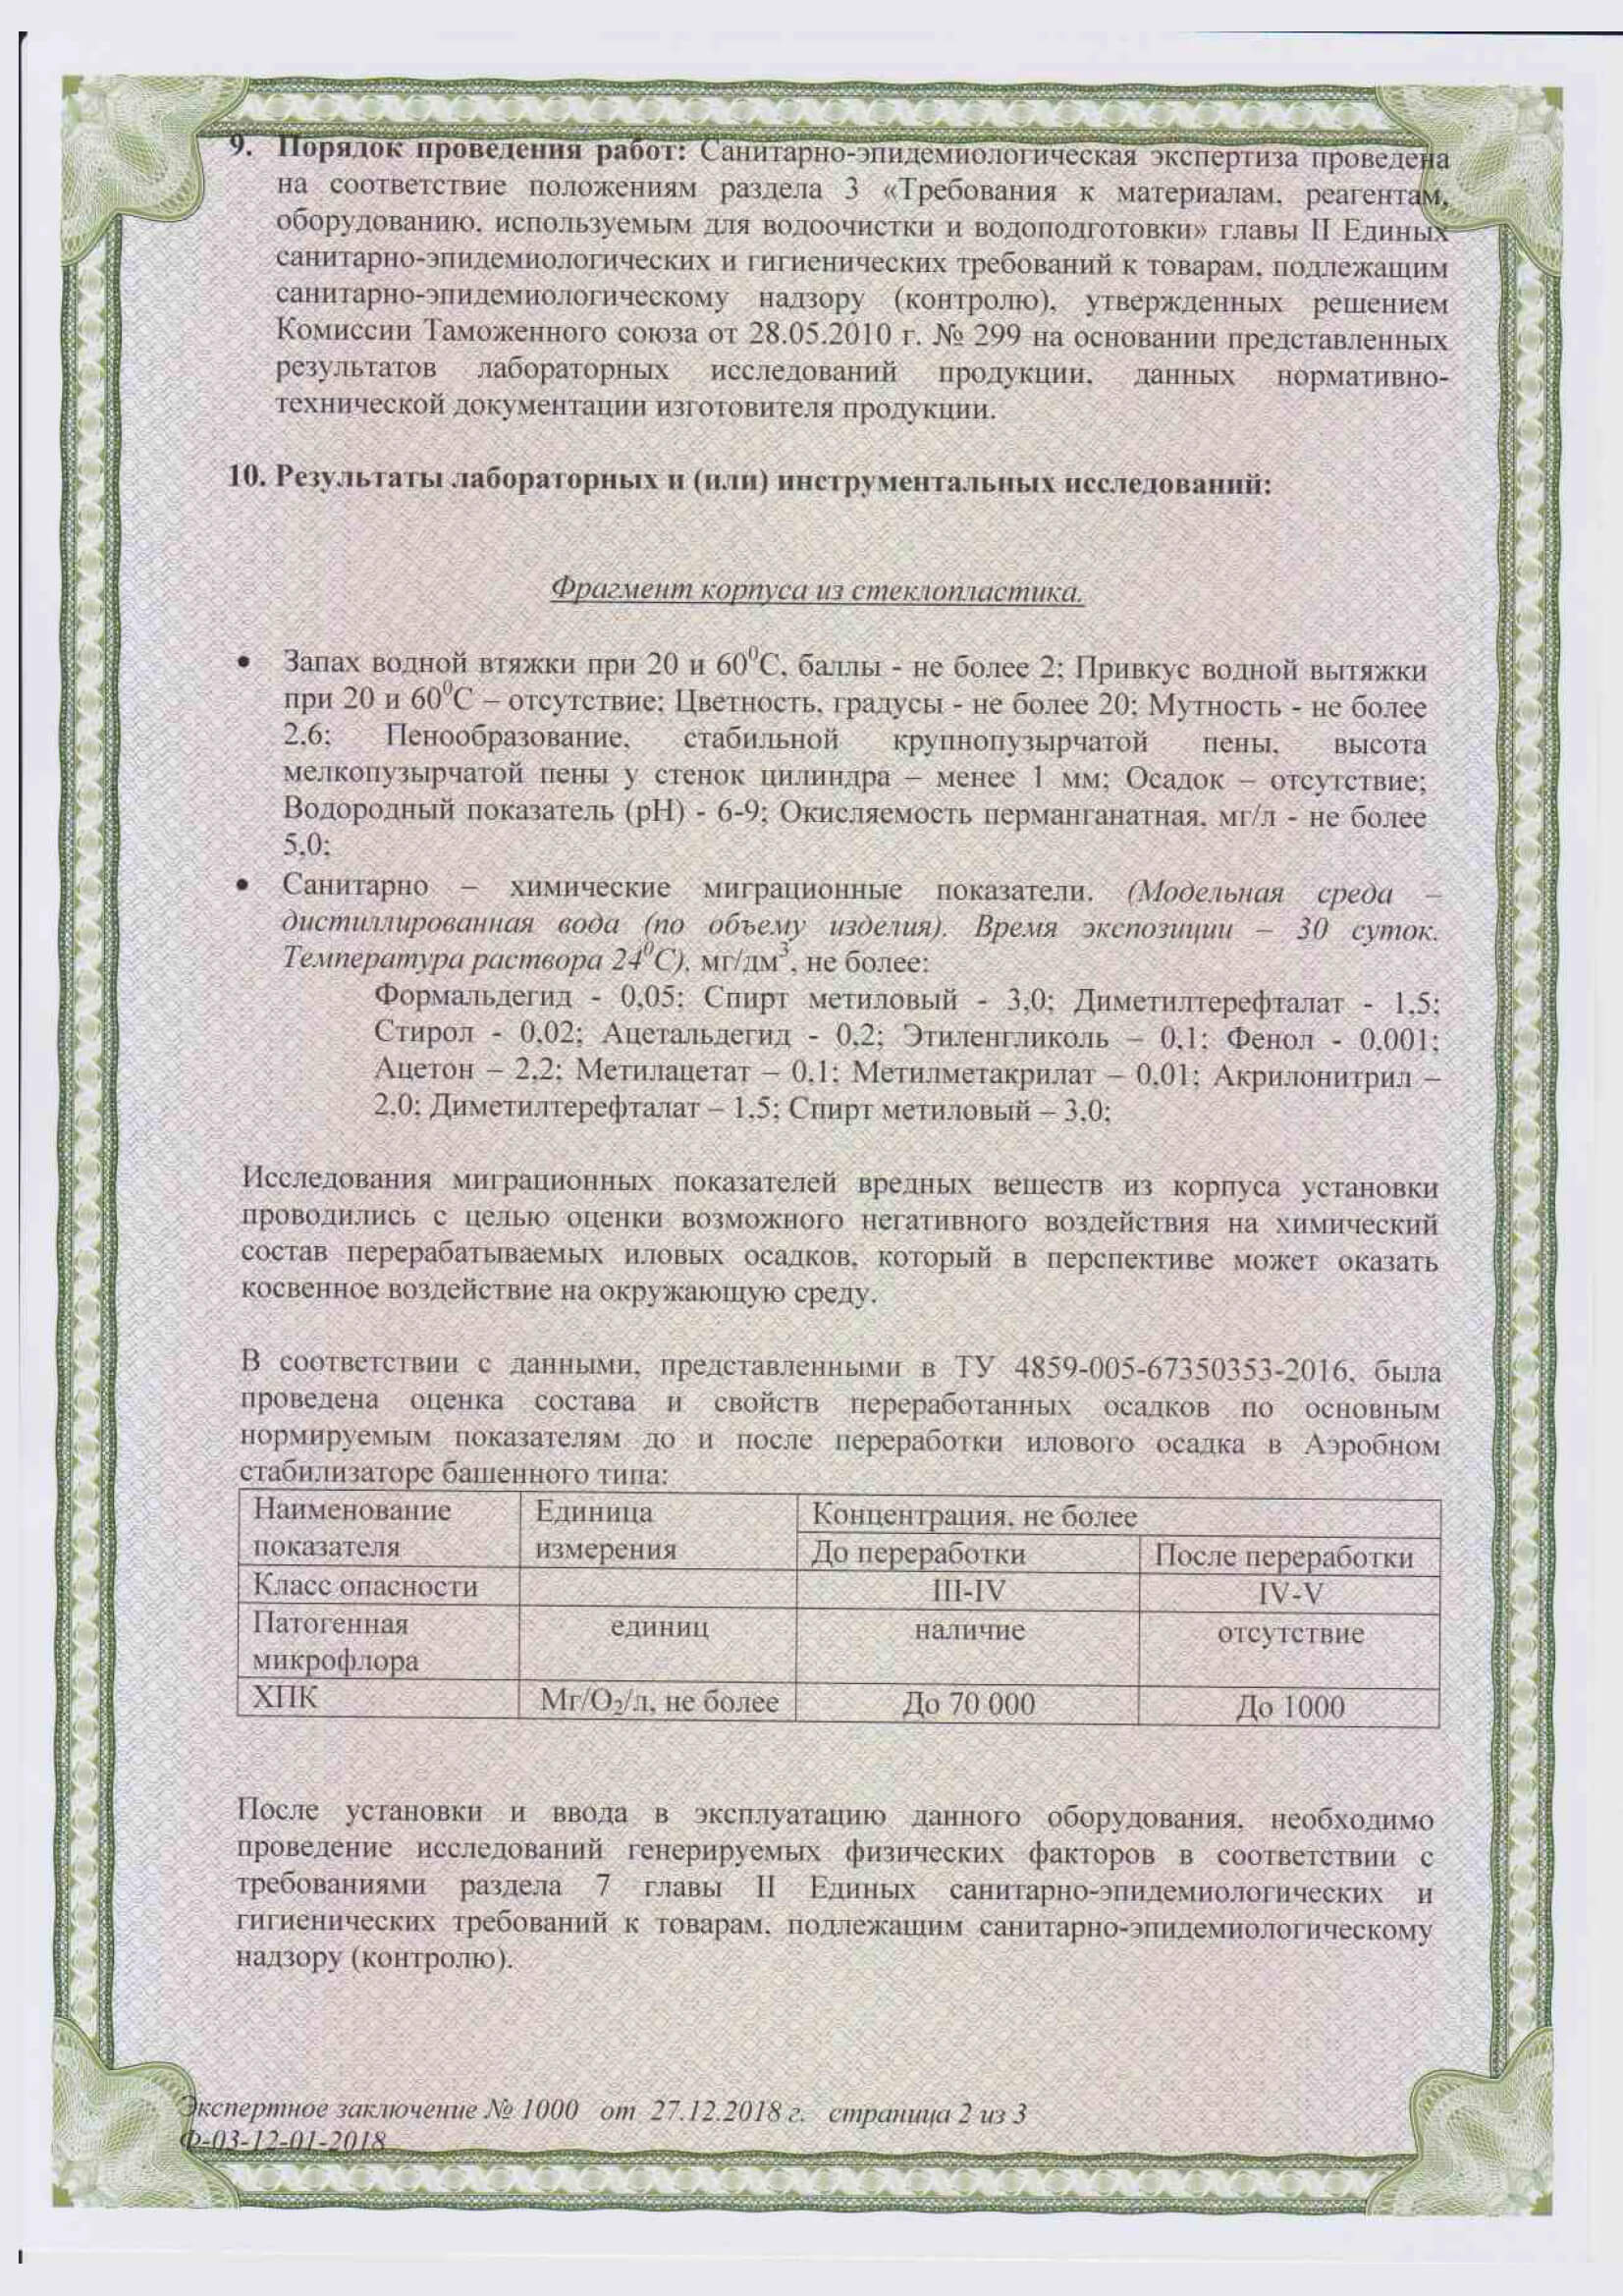 9. Порядок проведения работ: Санитарно-эпидемиологическая экспертиза проведена
на соответствие положениям раздела 3 «Требования к материалам, реагентам,
оборудованию, используемым для водоочистки и водоподготовки» главы II Единых
санитарно-эпидемиологических и гигиенических требований к товарам, подлежащим
санитарно-эпидемиологическому надзору (контролю), утвержденных решением
Комиссии Таможенного союза от 28.05.2010 г. № 299 на основании представленных
результатов лабораторных исследований продукции, данных нормативно-
технической документации изготовителя продукции.
10. Результаты лабораторных и (или) инструментальных исследований:
Фрагмент корпуса из стеклопластика.
• Запах водной втяжки при 20 и 60⁰С, баллы - не более 2; Привкус водной вытяжки
при 20 и 60⁰С – отсутствие; Цветность, градусы - не более 20; Мутность - не более
2,6; Пенообразование, стабильной крупнопузырчатой пены, высота
мелкопузырчатой пены у стенок цилиндра – менее 1 мм; Осадок – отсутствие;
Водородный показатель (рН) - 6-9; Окисляемость перманганатная, мг/л - не более
5,0;
• Санитарно – химические миграционные показатели. (Модельная среда –
дистиллированная вода (по объему изделия). Время экспозиции – 30 суток.
Температура раствора 24⁰С), мг/дм³, не более:
Формальдегид - 0,05; Спирт метиловый - 3,0; Диметилтерефталат - 1,5;
Стирол - 0,02; Ацетальдегид - 0,2; Этиленгликоль – 0,1; Фенол - 0,001;
Ацетон – 2,2; Метилацетат – 0,1; Метилметакрилат – 0,01; Акрилонитрил –
2,0; Диметилтерефталат – 1,5; Спирт метиловый – 3,0;
Исследования миграционных показателей вредных веществ из корпуса установки
проводились с целью оценки возможного негативного воздействия на химический
состав перерабатываемых иловых осадков, который в перспективе может оказать
косвенное воздействие на окружающую среду.
В соответствии с данными, представленными в ТУ 4859-005-67350353-2016, была
проведена оценка состава и свойств переработанных осадков по основным
нормируемым показателям до и после переработки илового осадка в Аэробном
стабилизаторе башенного типа:
Наименование показателя Единица измерения Концентрация, не более
До переработки После переработки
Класс опасности III-IV IV-V
Патогенная микрофлора единиц наличие отсутствие
ХПК Мг/О₂/л, не более До 70 000 До 1000
После установки и ввода в эксплуатацию данного оборудования, необходимо
проведение исследований генерируемых физических факторов в соответствии с
требованиями раздела 7 главы II Единых санитарно-эпидемиологических и
гигиенических требований к товарам, подлежащим санитарно-эпидемиологическому
надзору (контролю).
Экспертное заключение № 1000 от 27.12.2018 г. страница 2 из 3
Ф-03-12-01-2018